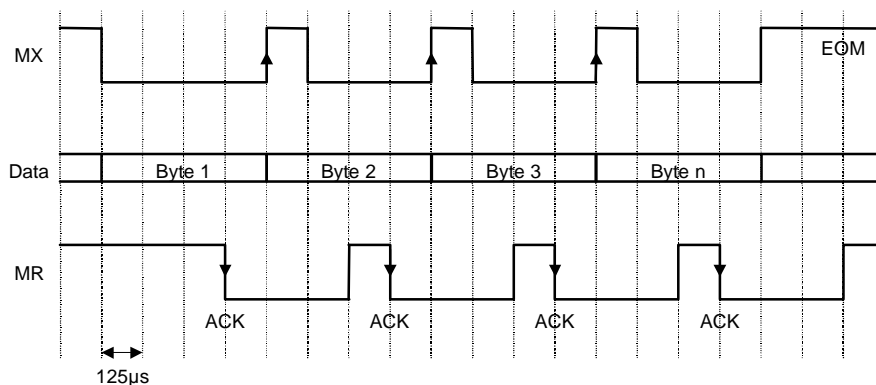 MX
EOM
Data
Byte 1
Byte 2
Byte 3
Byte n
MR
ACK
ACK
ACK
ACK
125µs